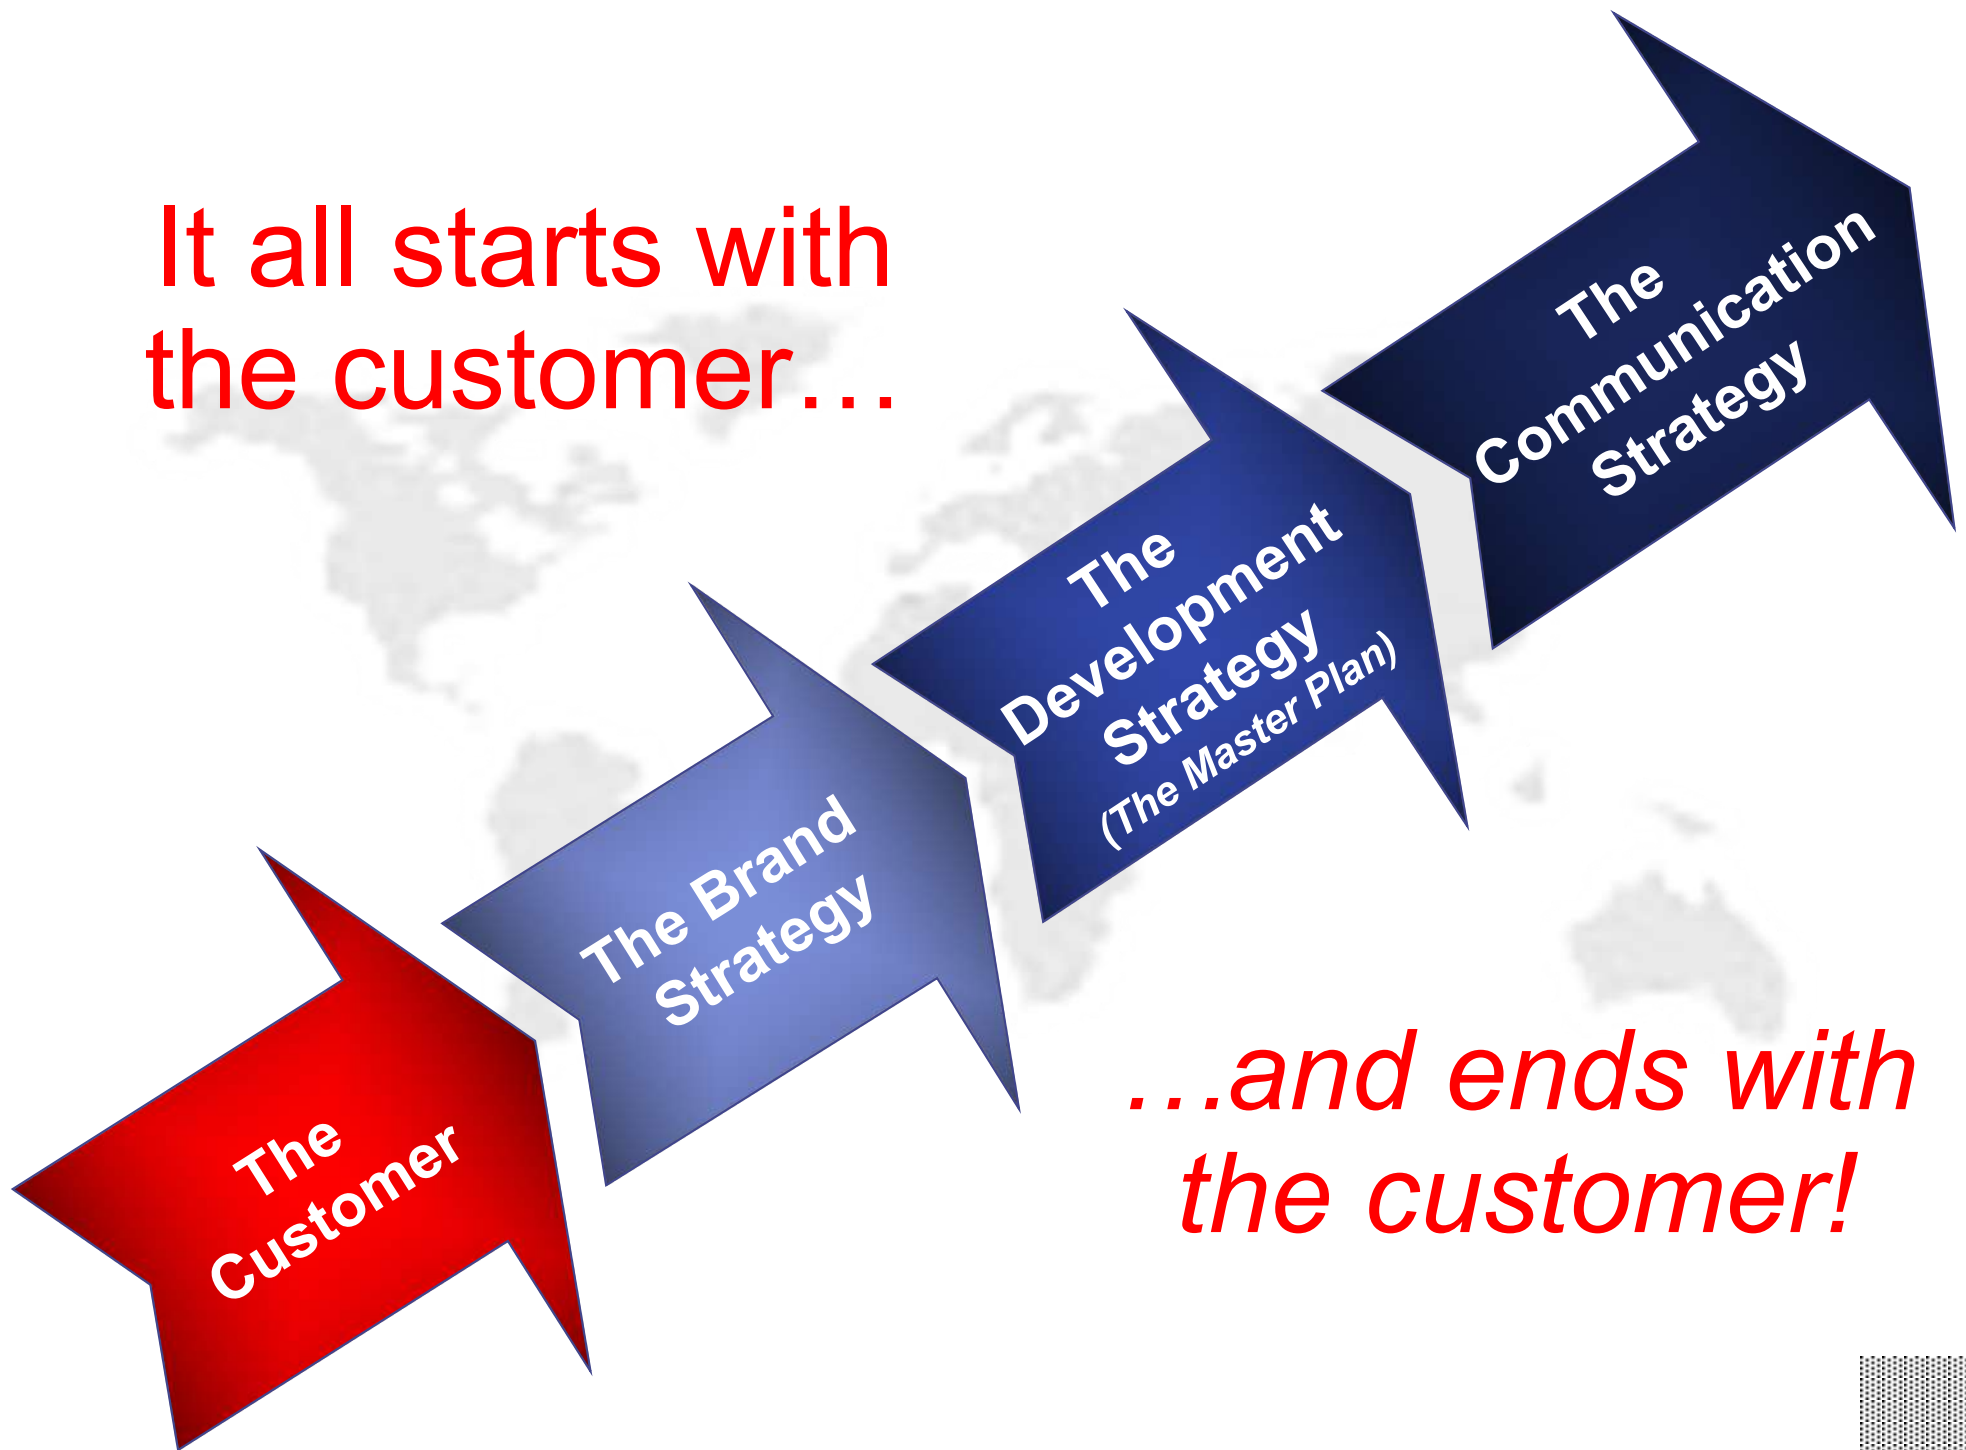 It all starts with
the customer…
The
Communication
Strategy
The
Development
Strategy
(The Master Plan)
The Brand
Strategy
The
Customer
…and ends with
the customer!